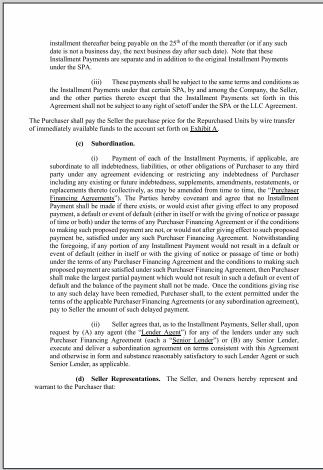 installment thereafter being payable on the 25th of the month thereafter (or if any such
date is not a business day, the next business day after such date). Note that these
Installment Payments are separate and in addition to the original Installment Payments
under the SPA.
(iii) These payments shall be subject to the same terms and conditions as
the Installment Payments under that certain SPA, by and among the Company, the Seller,
and the other parties thereto except that the Installment Payments set forth in this
Agreement shall not be subject to any right of setoff under the SPA or the LLC Agreement.
The Purchaser shall pay the Seller the purchase price for the Repurchased Units by wire transfer
of immediately available funds to the account set forth on Exhibit A.
(c) Subordination.
(i) Payment of each of the Installment Payments, if applicable, are
subordinate to all indebtedness, liabilities, or other obligations of Purchaser to any third
party under any agreement evidencing or restricting any indebtedness of Purchaser
including any existing or future indebtedness, supplements, amendments, restatements, or
replacements thereto (collectively, as may be amended from time to time, the "Purchaser
Financing Agreements"). The Parties hereby covenant and agree that no Installment
Payment shall be made if there exists, or would exist after giving effect to any proposed
payment, a default or event of default (either in itself or with the giving of notice or passage
of time or both) under the terms of any Purchaser Financing Agreement or if the conditions
to making such proposed payment are not, or would not after giving effect to such proposed
payment, be, satisfied under any such Purchaser Financing Agreement. Notwithstanding
the foregoing, if any portion of any Installment Payment would not result in a default or
event of default (either in itself or with the giving of notice or passage of time or both)
under the terms of any Purchaser Financing Agreement and the conditions to making such
proposed payment are satisfied under such Purchaser Financing Agreement, then Purchaser
shall make the largest partial payment which would not result in such a default or event of
default and the balance of the payment shall not be made. Once the conditions giving rise
to any such delay have been remedied, Purchaser shall, to the extent permitted under the
terms of the applicable Purchaser Financing Agreements (or any subordination agreement),
pay to Seller the amount of such delayed payment.
(ii) Seller agrees that, as to the Installment Payments, Seller shall, upon
request by (A) any agent (the "Lender Agent") for any of the lenders under any such
Purchaser Financing Agreement (each a "Senior Lender") or (B) any Senior Lender,
execute and deliver a subordination agreement on terms consistent with this Agreement
and otherwise in form and substance reasonably satisfactory to such Lender Agent or such
Senior Lender, as applicable.
(d) Seller Representations. The Seller, and Owners hereby represent and
warrant to the Purchaser that: